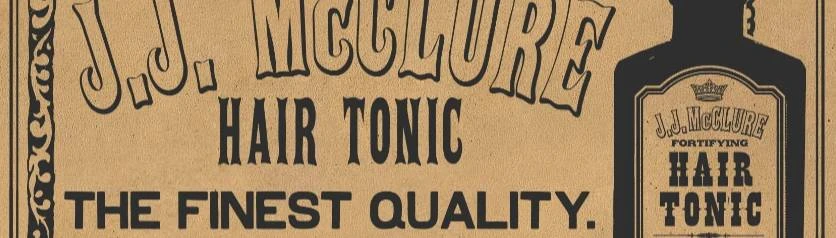 J.J. McCLURE
HAIR TONIC
THE FINEST QUALITY.
J.J. McCLURE
FORTIFYING
HAIR
TONIC